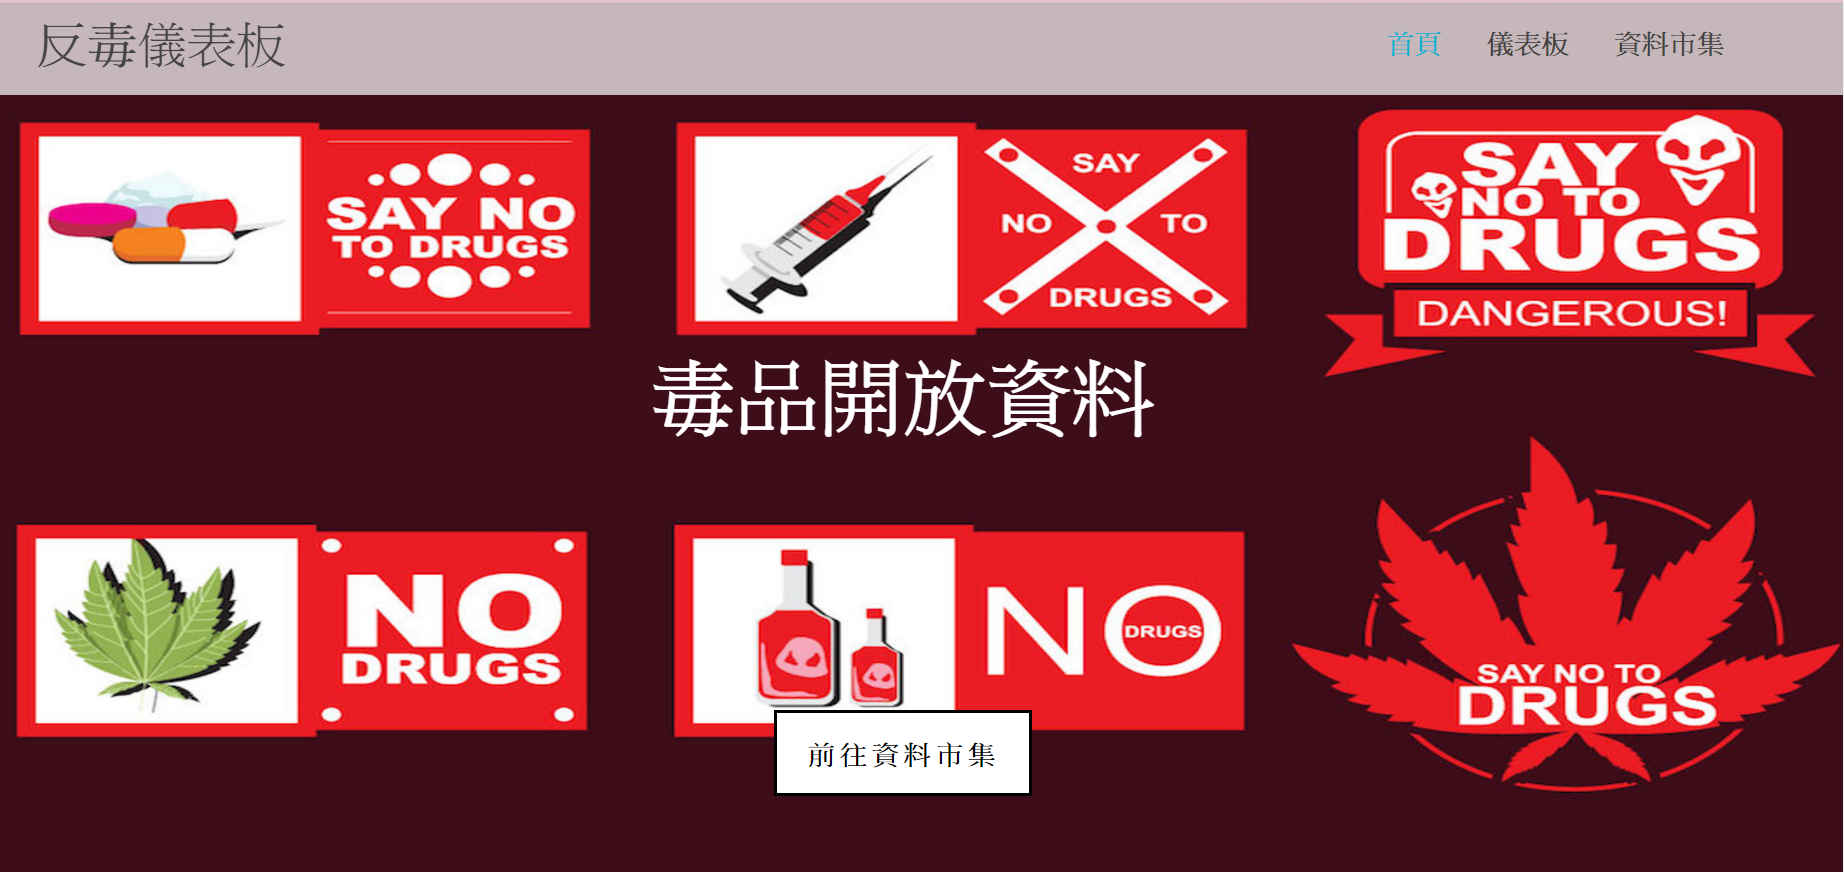 反毒儀表板
首頁 儀表板 資料市集
SAY NO
TO DRUGS
SAY
NO TO
DRUGS
SAY
NO TO
DRUGS
DANGEROUS!
毒品開放資料
NO
DRUGS
NO
DRUGS
SAY NO TO
DRUGS
前往資料市集